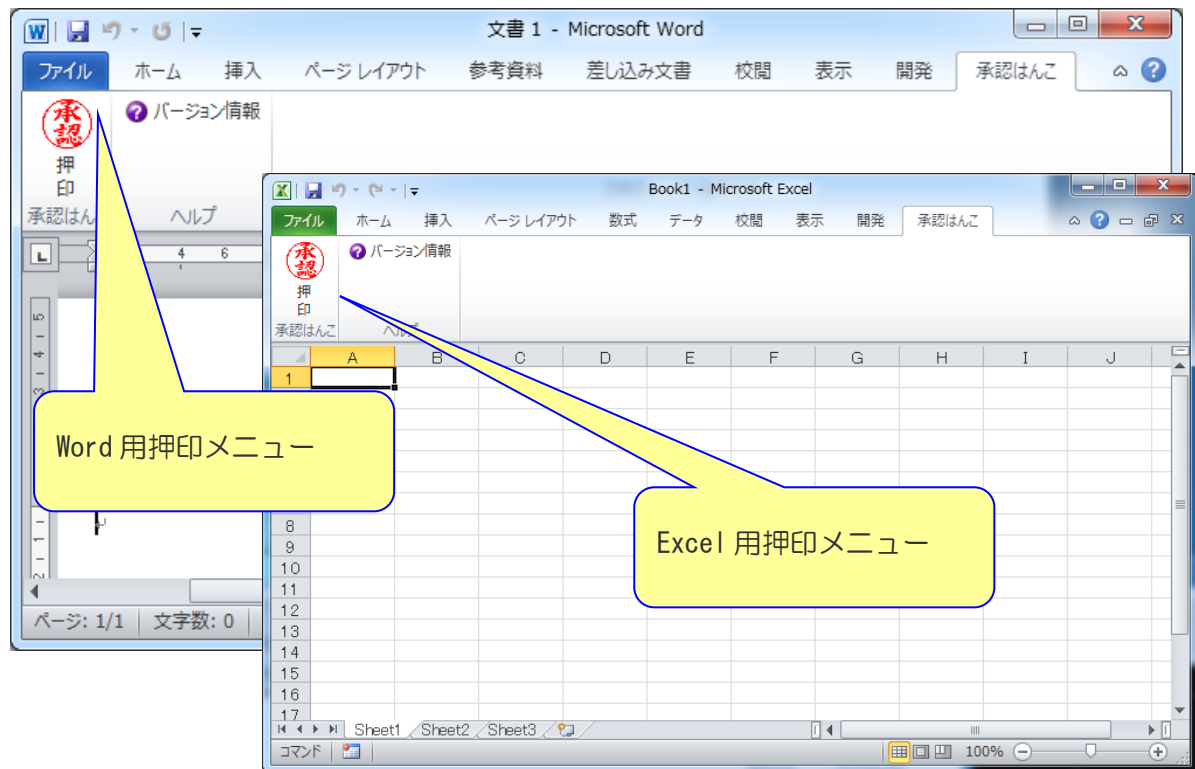 文書 1 - Microsoft Word
ファイル ホーム 挿入 ページ レイアウト 参考資料 差し込み文書 校閲 表示 開発 承認はんこ
承認
バージョン情報
押
印
承認はん
ヘルプ
4 6
Book1 - Microsoft Excel
ファイル ホーム 挿入 ページ レイアウト 数式 データ 校閲 表示 開発 承認はんこ
承認
バージョン情報
押
印
承認はんこ
A B C D E F G H I J
1
Word 用押印メニュー
Excel 用押印メニュー
8
9
10
11
12
13
14
15
16
17
Sheet1 Sheet2 Sheet3
コマンド
100%
ページ: 1/1 文字数: 0